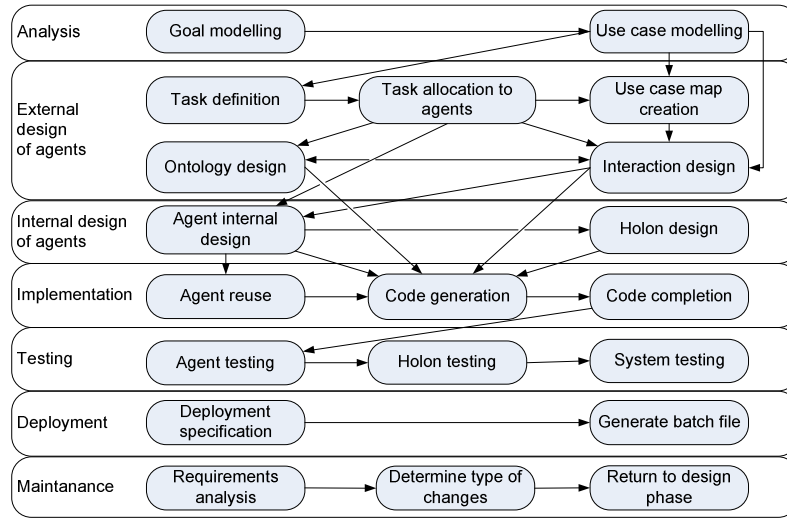 Analysis
Goal modelling
Use case modelling
External
design
of agents
Task definition
Task allocation to
agents
Use case map
creation
Ontology design
Interaction design
Internal design
of agents
Agent internal
design
Holon design
Implementation
Agent reuse
Code generation
Code completion
Testing
Agent testing
Holon testing
System testing
Deployment
Deployment
specification
Generate batch file
Maintanance
Requirements
analysis
Determine type of
changes
Return to design
phase